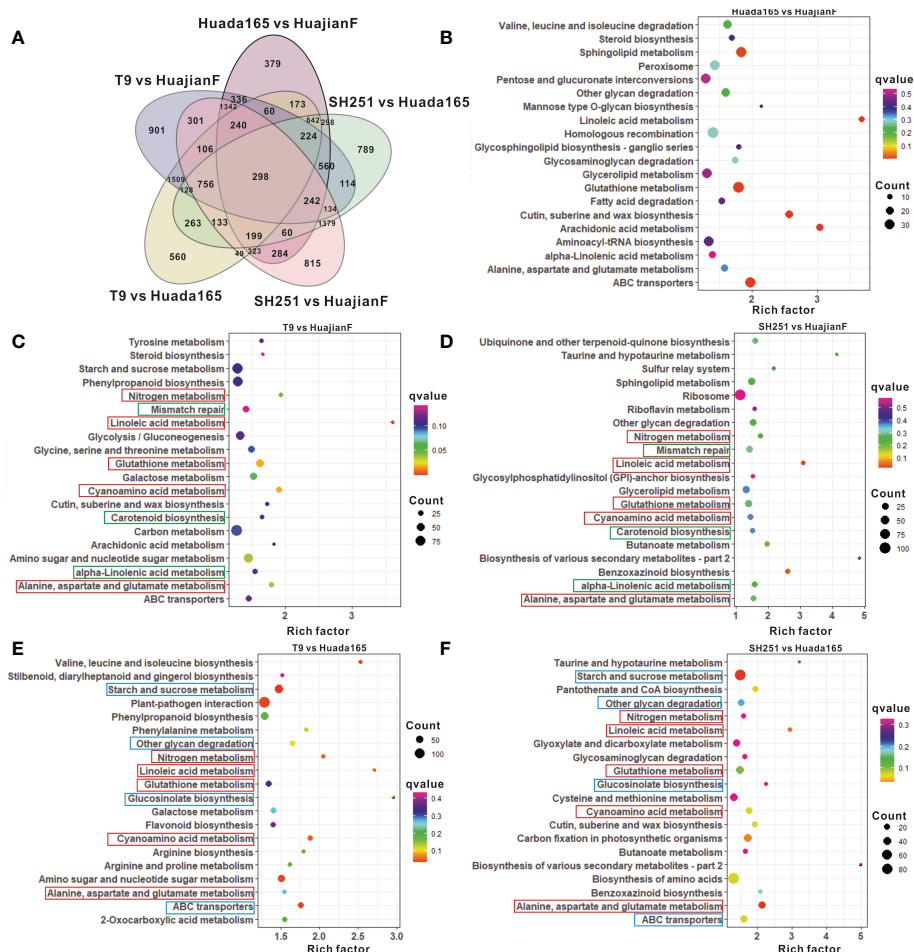 A
Huada165 vs HuajianF
T9 vs HuajianF
SH251 vs Huada165
T9 vs Huada165
SH251 vs HuajianF
379
336
173
1342
60
842
298
901
301
240
224
789
106
560
114
298
1509
128
756
242
134
1379
263
133
199
60
49
123
284
560
815
B
Huada165 vs HuajianF
Valine, leucine and isoleucine degradation
Steroid biosynthesis
Sphingolipid metabolism
Peroxisome
Pentose and glucuronate interconversions
Other glycan degradation
Mannose type O-glycan biosynthesis
Linoleic acid metabolism
Homologous recombination
Glycosphingolipid biosynthesis - ganglio series
Glycosaminoglycan degradation
Glycerolipid metabolism
Glutathione metabolism
Fatty acid degradation
Cutin, suberine and wax biosynthesis
Arachidonic acid metabolism
Aminoacyl-tRNA biosynthesis
alpha-Linolenic acid metabolism
Alanine, aspartate and glutamate metabolism
ABC transporters
2
3
Rich factor
qvalue
0.5
0.4
0.3
0.2
0.1
Count
10
20
30
C
T9 vs HuajianF
Tyrosine metabolism
Steroid biosynthesis
Starch and sucrose metabolism
Phenylpropanoid biosynthesis
Nitrogen metabolism
Mismatch repair
Linoleic acid metabolism
Glycolysis / Gluconeogenesis
Glycine, serine and threonine metabolism
Glutathione metabolism
Galactose metabolism
Cyanoamino acid metabolism
Cutin, suberine and wax biosynthesis
Carotenoid biosynthesis
Carbon metabolism
Arachidonic acid metabolism
Amino sugar and nucleotide sugar metabolism
alpha-Linolenic acid metabolism
Alanine, aspartate and glutamate metabolism
ABC transporters
2
3
Rich factor
qvalue
0.10
0.05
Count
25
50
75
D
SH251 vs HuajianF
Ubiquinone and other terpenoid-quinone biosynthesis
Taurine and hypotaurine metabolism
Sulfur relay system
Sphingolipid metabolism
Ribosome
Riboflavin metabolism
Other glycan degradation
Nitrogen metabolism
Mismatch repair
Linoleic acid metabolism
Glycosylphosphatidylinositol (GPI)-anchor biosynthesis
Glycerolipid metabolism
Glutathione metabolism
Cyanoamino acid metabolism
Carotenoid biosynthesis
Butanoate metabolism
Biosynthesis of various secondary metabolites - part 2
Benzoxazinoid biosynthesis
alpha-Linolenic acid metabolism
Alanine, aspartate and glutamate metabolism
1
2
3
4
5
Rich factor
qvalue
0.5
0.4
0.3
0.2
0.1
Count
25
50
75
100
E
T9 vs Huada165
Valine, leucine and isoleucine biosynthesis
Stilbenoid, diarylheptanoid and gingerol biosynthesis
Starch and sucrose metabolism
Plant-pathogen interaction
Phenylpropanoid biosynthesis
Phenylalanine metabolism
Other glycan degradation
Nitrogen metabolism
Linoleic acid metabolism
Glutathione metabolism
Glucosinolate biosynthesis
Galactose metabolism
Flavonoid biosynthesis
Cyanoamino acid metabolism
Arginine biosynthesis
Arginine and proline metabolism
Amino sugar and nucleotide sugar metabolism
Alanine, aspartate and glutamate metabolism
ABC transporters
2-Oxocarboxylic acid metabolism
1.5
2.0
2.5
3.0
Rich factor
Count
50
100
qvalue
0.4
0.3
0.2
0.1
F
SH251 vs Huada165
Taurine and hypotaurine metabolism
Starch and sucrose metabolism
Pantothenate and CoA biosynthesis
Other glycan degradation
Nitrogen metabolism
Linoleic acid metabolism
Glyoxylate and dicarboxylate metabolism
Glycosaminoglycan degradation
Glutathione metabolism
Glucosinolate biosynthesis
Cysteine and methionine metabolism
Cyanoamino acid metabolism
Cutin, suberine and wax biosynthesis
Carbon fixation in photosynthetic organisms
Butanoate metabolism
Biosynthesis of various secondary metabolites - part 2
Biosynthesis of amino acids
Benzoxazinoid biosynthesis
Alanine, aspartate and glutamate metabolism
ABC transporters
2
3
4
5
Rich factor
qvalue
0.3
0.2
0.1
Count
20
40
60
80